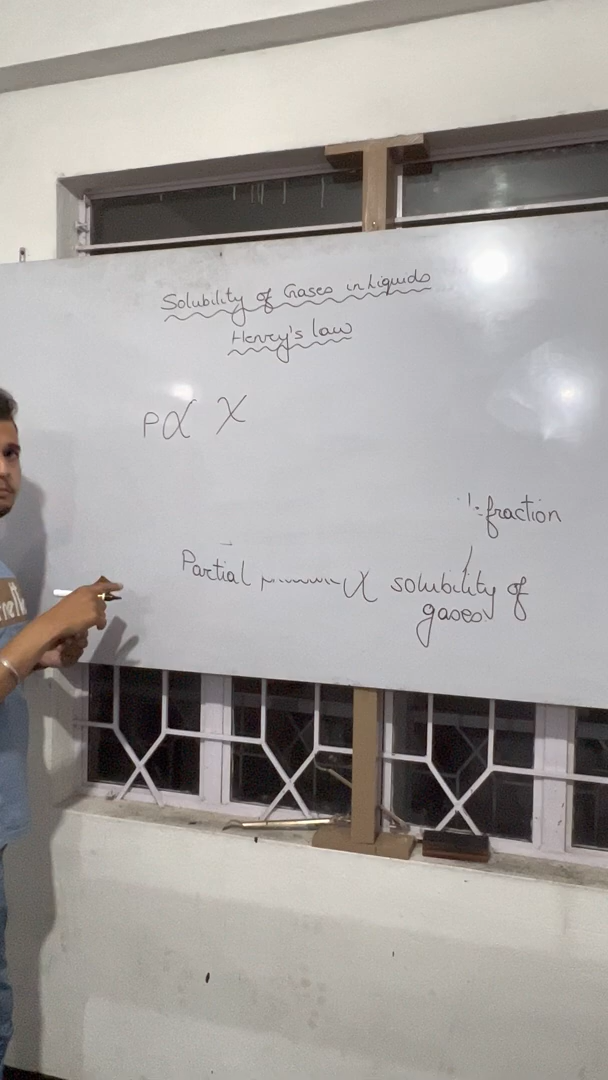 Solubility of Gases in Liquids
Henry's law
P ∝ χ
fraction
Partial ∝ solubility of
gases